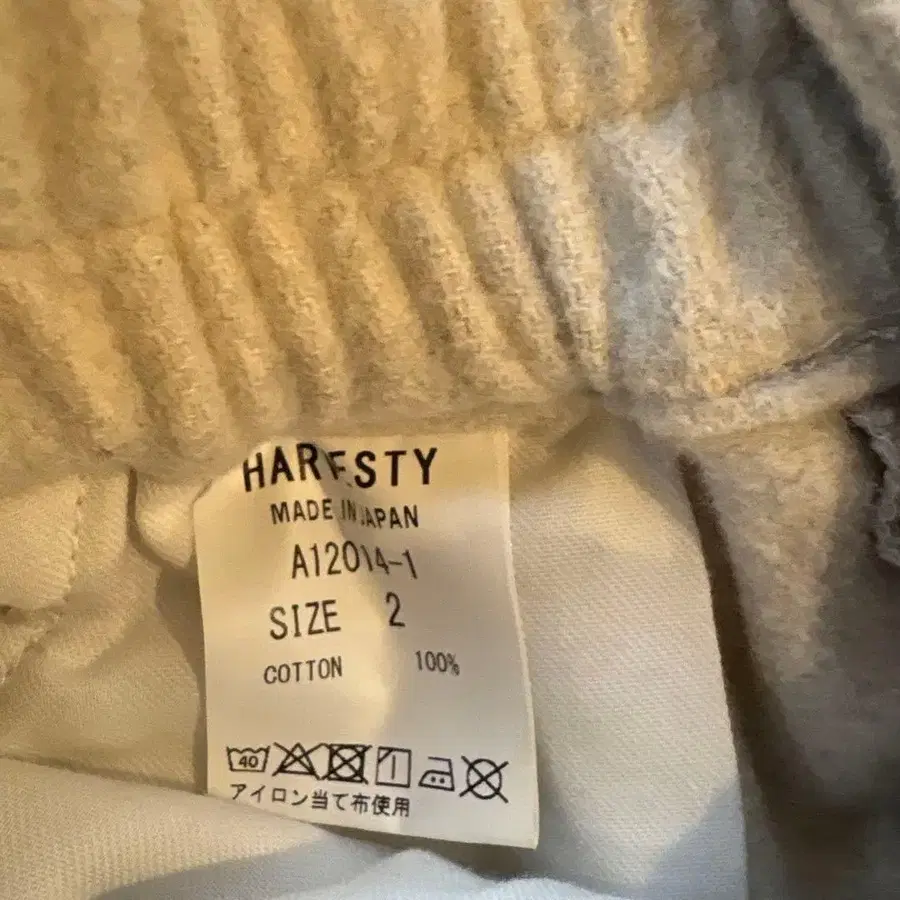 HARESTY
MADE IN JAPAN
A12014-1
SIZE 2
COTTON 100%
40
アイロン当て布使用